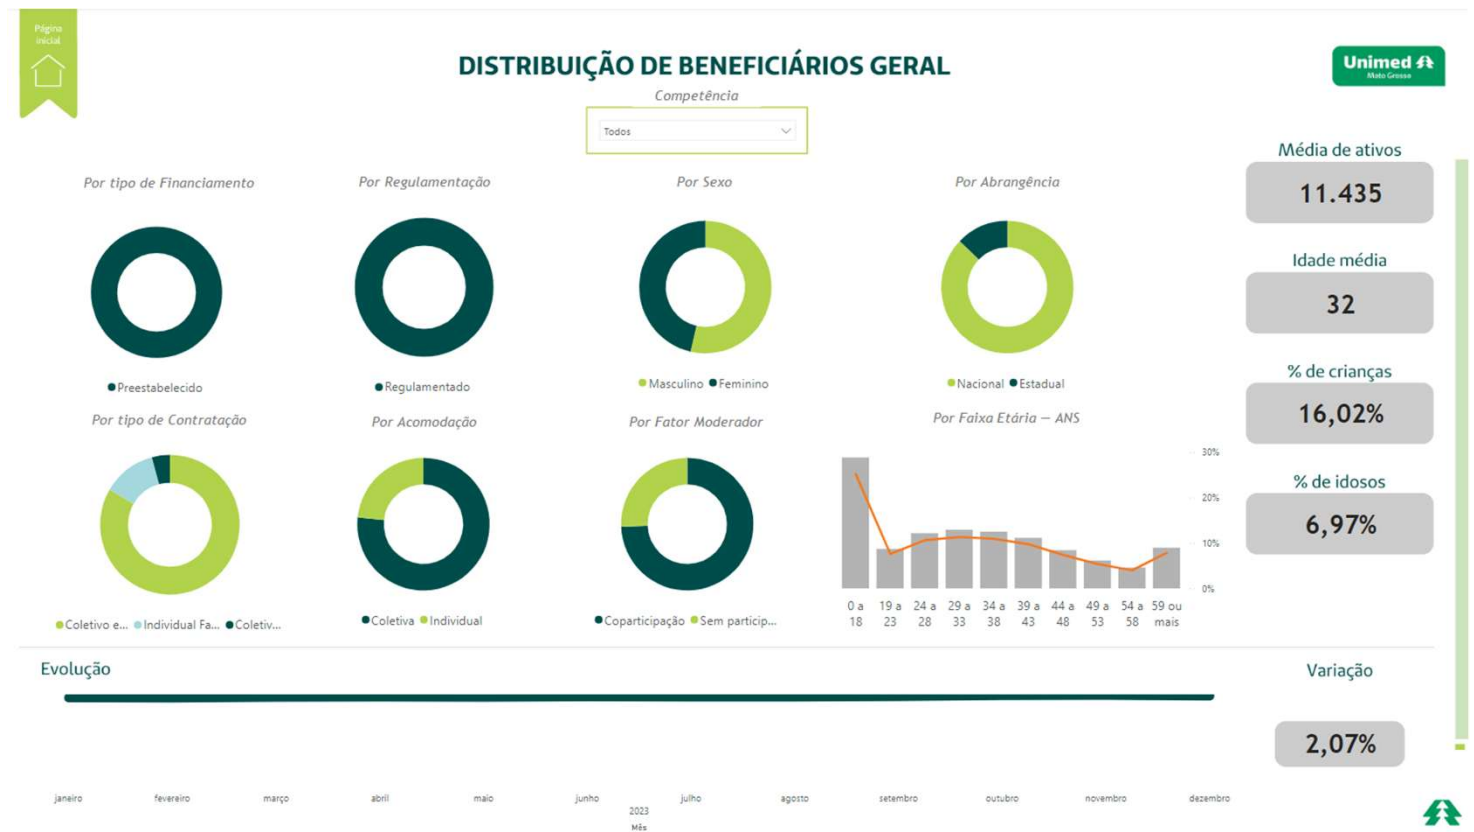 Página
inicial
DISTRIBUIÇÃO DE BENEFICIÁRIOS GERAL
Unimed
Mato Grosso
Competência
Todos
Média de ativos
11.435
Por tipo de Financiamento
Por Regulamentação
Por Sexo
Por Abrangência
Idade média
32
Preestabelecido
Regulamentado
Masculino Feminino
Nacional Estadual
% de crianças
16,02%
Por tipo de Contratação
Por Acomodação
Por Fator Moderador
Por Faixa Etária — ANS
30%
20%
10%
0%
% de idosos
6,97%
0 a 18
19 a 23
24 a 28
29 a 33
34 a 38
39 a 43
44 a 48
49 a 53
54 a 58
59 ou mais
Coletivo e... Individual Fa... Coletiv...
Coletiva Individual
Coparticipação Sem particip...
Evolução
Variação
2,07%
janeiro fevereiro março abril maio junho julho agosto setembro outubro novembro dezembro
2023
Mês